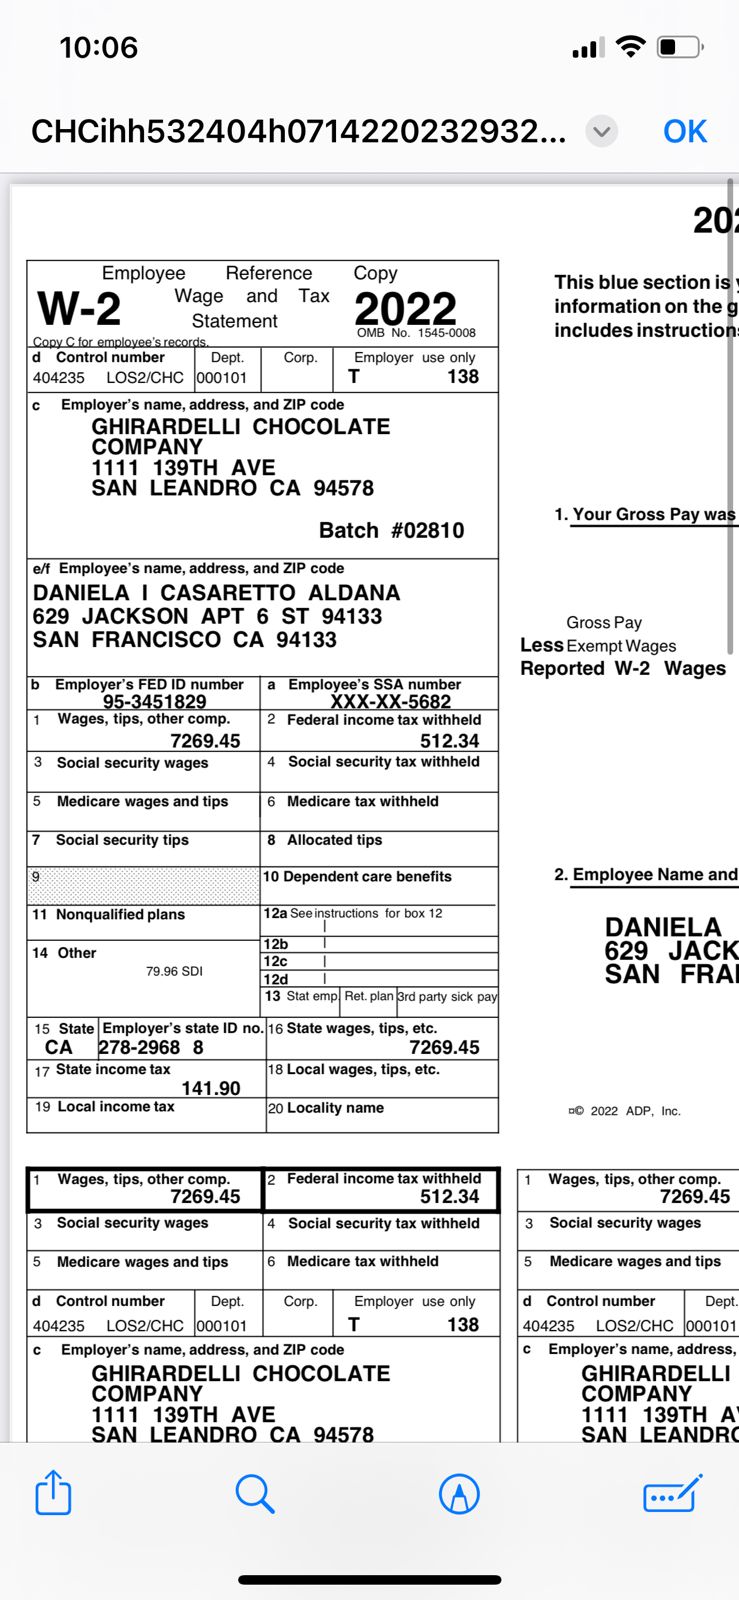 10:06
CHCihh532404h0714220232932...
OK
202
Employee Reference Copy
W-2 Wage and Tax 2022
Statement
OMB No. 1545-0008
Copy C for employee's records.
This blue section is y
information on the g
includes instructions
d Control number Dept. Corp. Employer use only
404235 LOS2/CHC 000101 T 138
c Employer's name, address, and ZIP code
GHIRARDELLI CHOCOLATE
COMPANY
1111 139TH AVE
SAN LEANDRO CA 94578
Batch #02810
1. Your Gross Pay was
e/f Employee's name, address, and ZIP code
DANIELA I CASARETTO ALDANA
629 JACKSON APT 6 ST 94133
SAN FRANCISCO CA 94133
Gross Pay
Less Exempt Wages
Reported W-2 Wages
b Employer's FED ID number a Employee's SSA number
95-3451829 XXX-XX-5682
1 Wages, tips, other comp. 2 Federal income tax withheld
7269.45 512.34
3 Social security wages 4 Social security tax withheld
5 Medicare wages and tips 6 Medicare tax withheld
7 Social security tips 8 Allocated tips
9 10 Dependent care benefits
2. Employee Name and
11 Nonqualified plans 12a See instructions for box 12
14 Other 12b
79.96 SDI 12c
12d
13 Stat emp. Ret. plan 3rd party sick pay
DANIELA
629 JACK
SAN FRA
15 State Employer's state ID no. 16 State wages, tips, etc.
CA 278-2968 8 7269.45
17 State income tax 18 Local wages, tips, etc.
141.90
19 Local income tax 20 Locality name
¤© 2022 ADP, Inc.
1 Wages, tips, other comp. 2 Federal income tax withheld 1 Wages, tips, other comp.
7269.45 512.34 7269.45
3 Social security wages 4 Social security tax withheld 3 Social security wages
5 Medicare wages and tips 6 Medicare tax withheld 5 Medicare wages and tips
d Control number Dept. Corp. Employer use only d Control number Dept.
404235 LOS2/CHC 000101 T 138 404235 LOS2/CHC 000101
c Employer's name, address, and ZIP code c Employer's name, address,
GHIRARDELLI CHOCOLATE GHIRARDELLI
COMPANY COMPANY
1111 139TH AVE 1111 139TH AV
SAN LEANDRO CA 94578 SAN LEANDRO